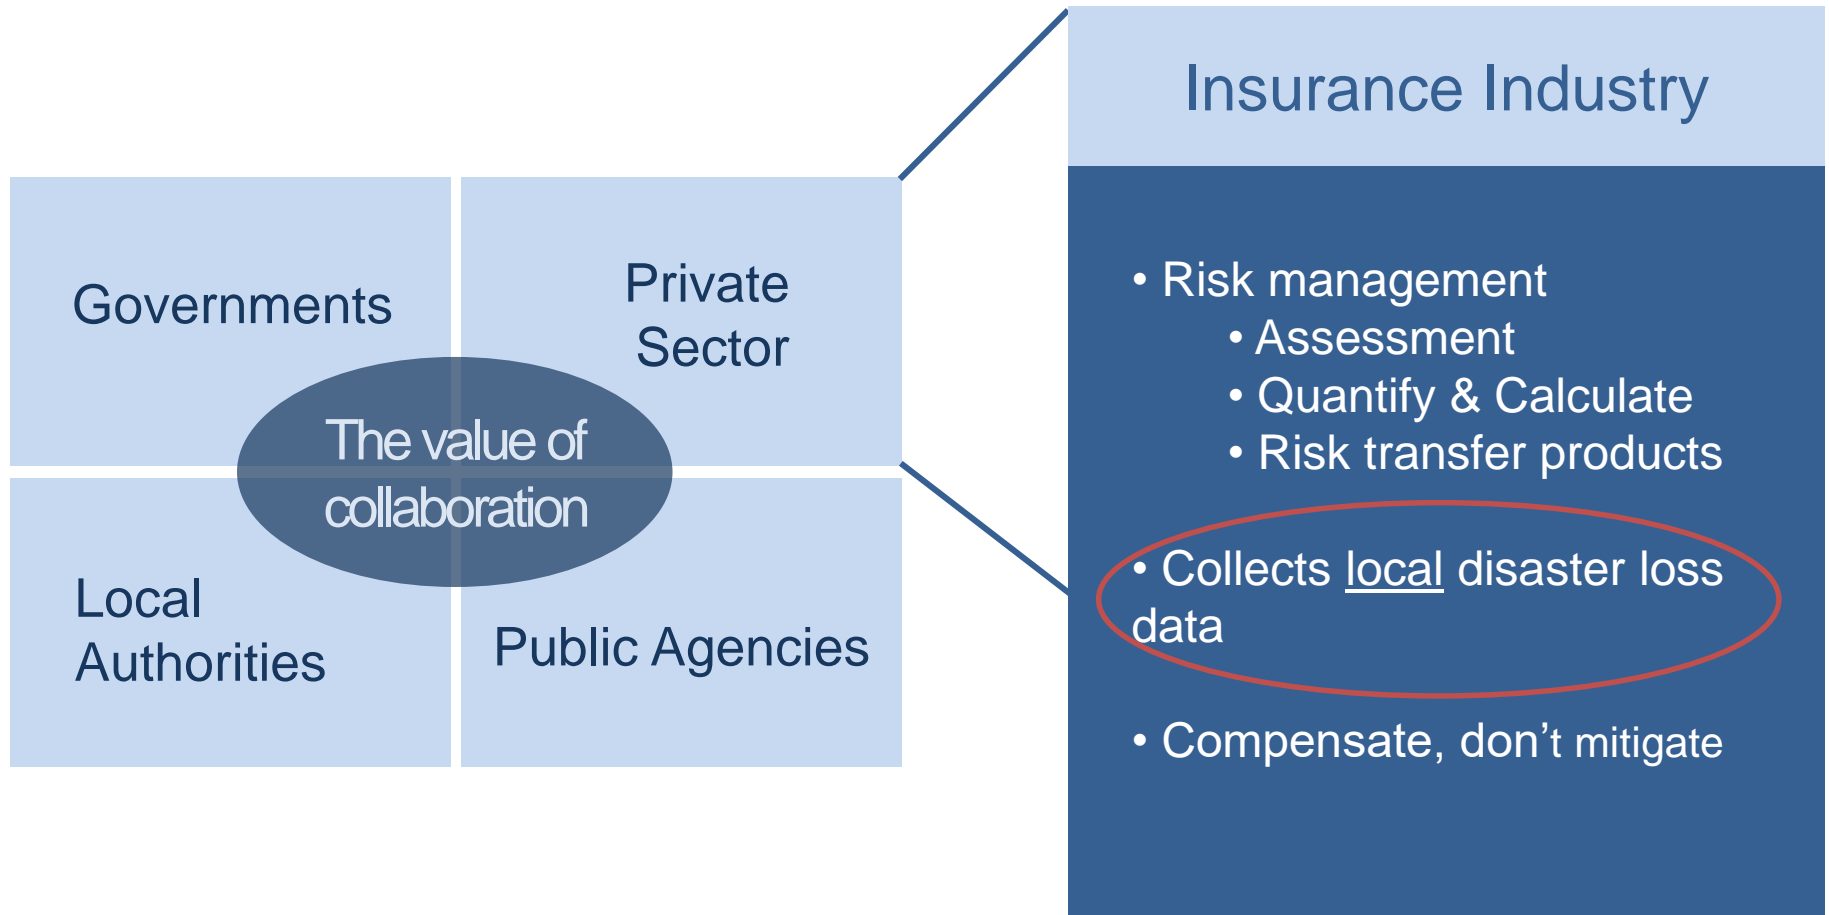 Governments
Private
Sector
The value of
collaboration
Local
Authorities
Public Agencies
Insurance Industry
• Risk management
• Assessment
• Quantify & Calculate
• Risk transfer products
• Collects local disaster loss
data
• Compensate, don’t mitigate